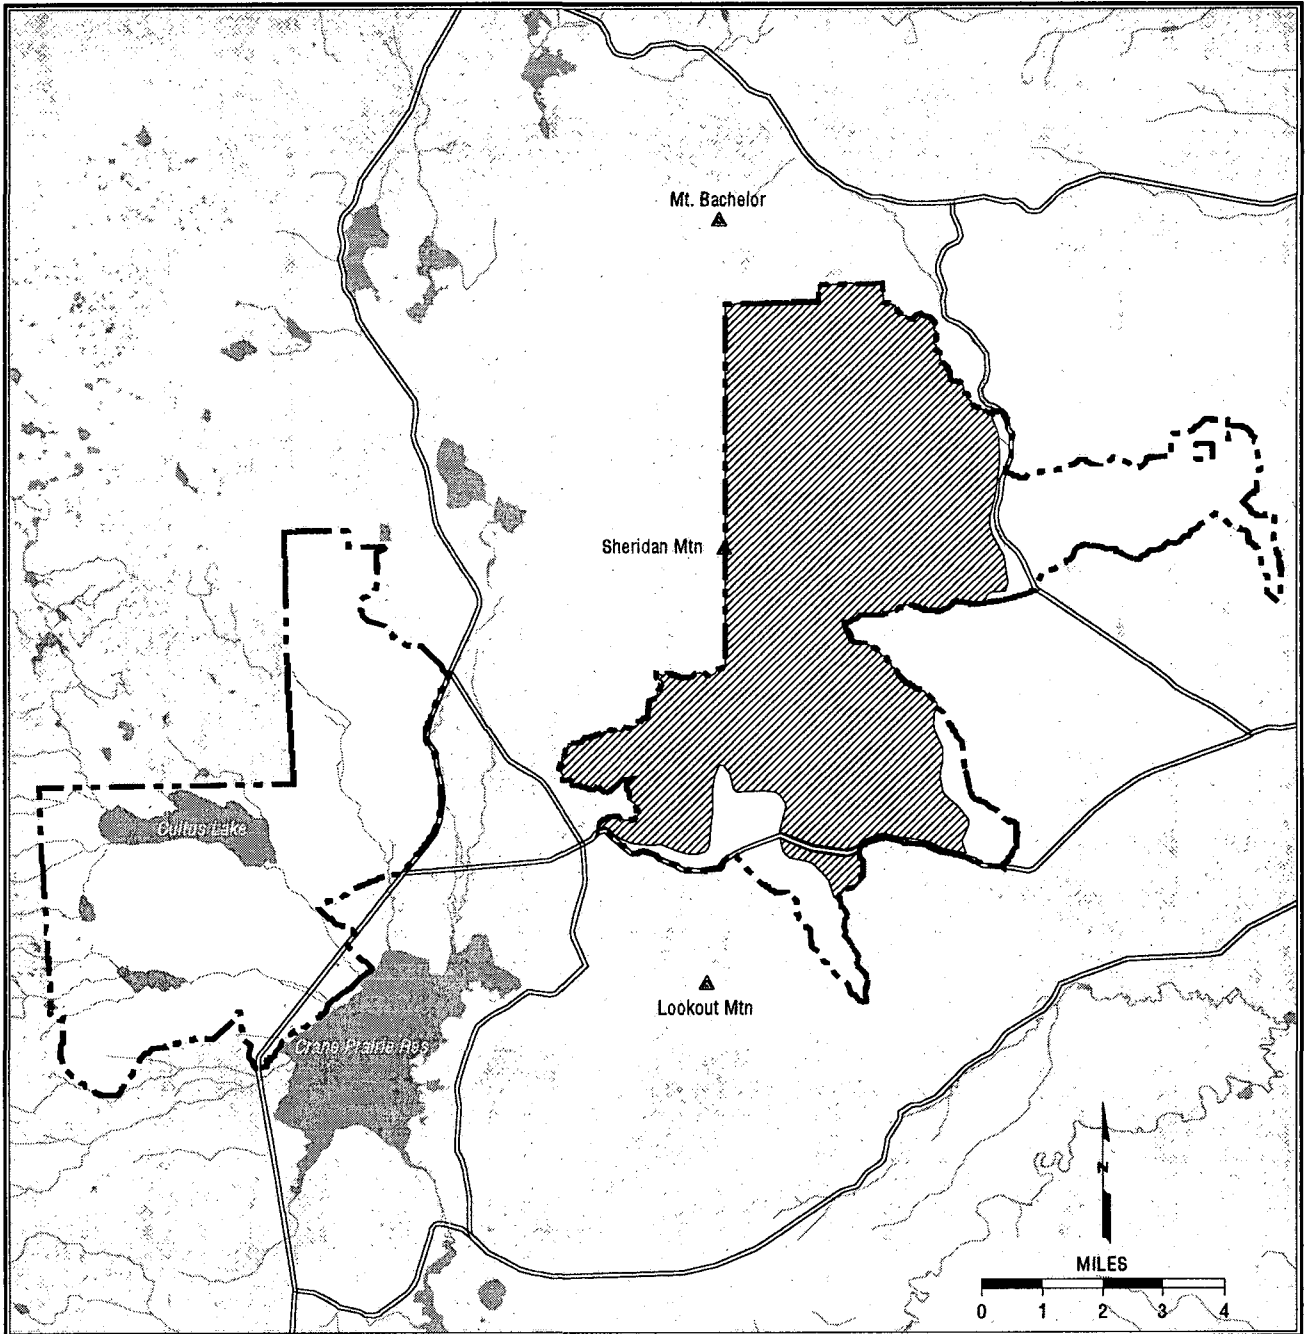 Mt. Bachelor
Sheridan Mtn
Cultus Lake
Lookout Mtn
Crane Prairie Res
N
MILES
0 1 2 3 4